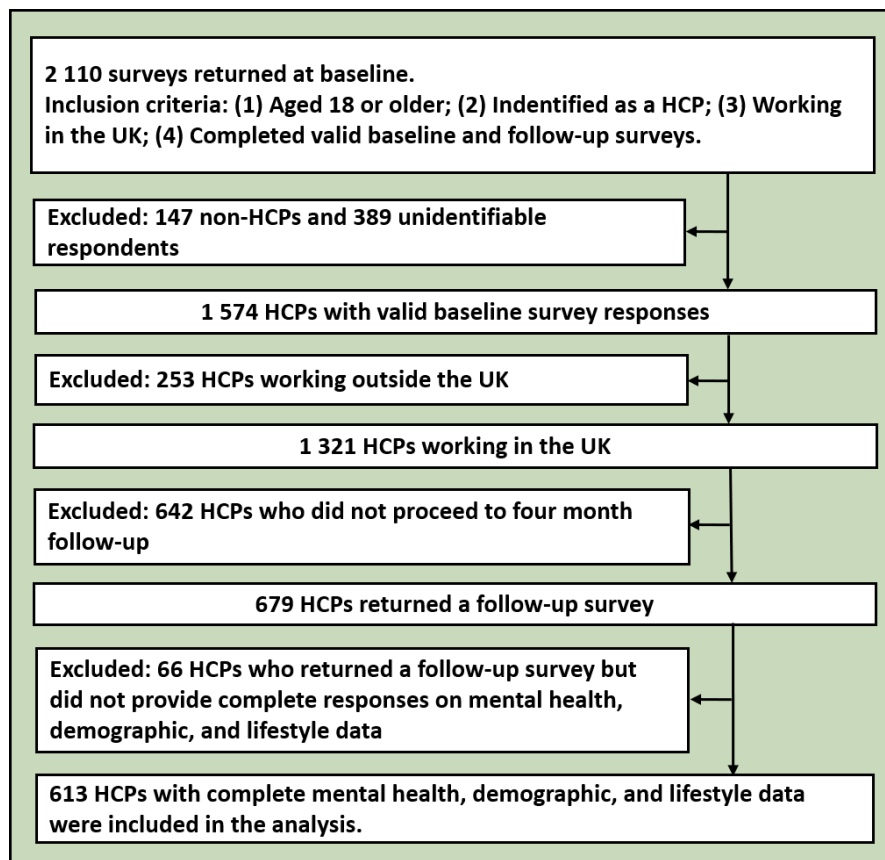 2 110 surveys returned at baseline.
Inclusion criteria: (1) Aged 18 or older; (2) Indentified as a HCP; (3) Working
in the UK; (4) Completed valid baseline and follow-up surveys.
Excluded: 147 non-HCPs and 389 unidentifiable
respondents
1 574 HCPs with valid baseline survey responses
Excluded: 253 HCPs working outside the UK
1 321 HCPs working in the UK
Excluded: 642 HCPs who did not proceed to four month
follow-up
679 HCPs returned a follow-up survey
Excluded: 66 HCPs who returned a follow-up survey but
did not provide complete responses on mental health,
demographic, and lifestyle data
613 HCPs with complete mental health, demographic, and lifestyle data
were included in the analysis.